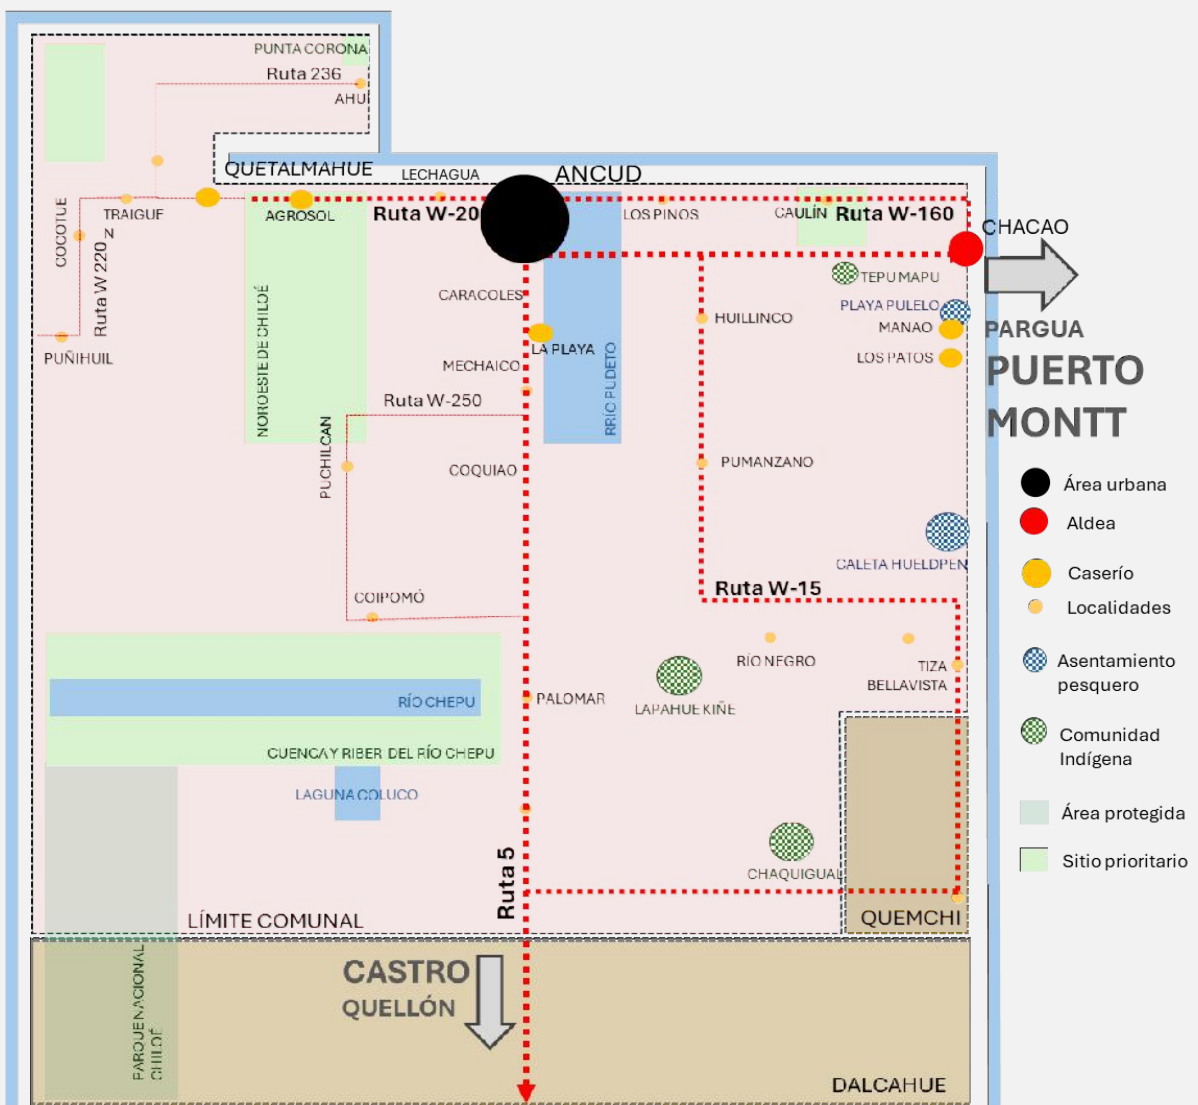 PUNTA CORONA
Ruta 236
AHUI
QUETALMAHUE
LECHAGUA
ANCUD
COCOTUE
TRAIGUE
N
AGROSOL
Ruta W-20
LOS PINOS
CAULÍN
Ruta W-160
CHACAO
Ruta W 220
TEPU MAPU
NOROESTE DE CHILOÉ
CARACOLES
PLAYA PULELO
HUILLINCO
MANAO
PARGUA
PUÑIHUIL
LA PLAYA
LOS PATOS
MECHAICO
RRÍO PUDETO
PUERTO
MONTT
Ruta W-250
PUCHILCAN
COQUIAO
PUMANZANO
Área urbana
Aldea
CALETA HUELDPEN
Caserío
Ruta W-15
COIPOMÓ
Localidades
RÍO NEGRO
TIZA
BELLAVISTA
Asentamiento
pesquero
RÍO CHEPU
PALOMAR
LAPAHUE KIÑE
Comunidad
Indígena
CUENCA Y RIBER DEL RÍO CHEPU
LAGUNA COLUCO
Área protegida
Ruta 5
CHAQUIGUAL
Sitio prioritario
LÍMITE COMUNAL
QUEMCHI
PARQUE NACIONAL
CHILOÉ
CASTRO
QUELLÓN
DALCAHUE